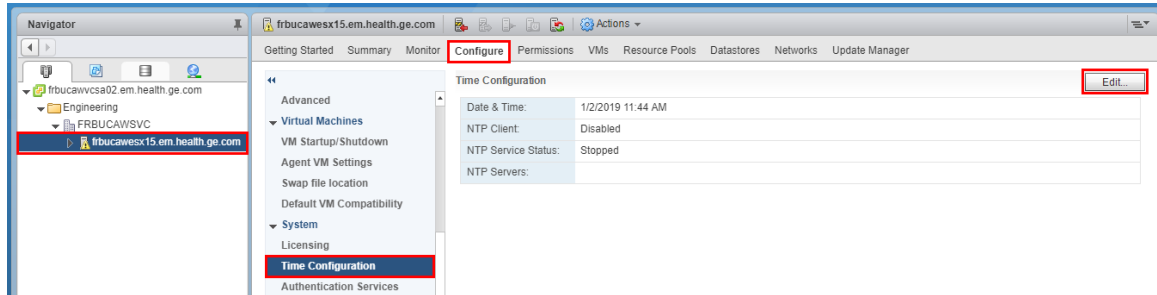 Navigator
frbucawvcsa02.em.health.ge.com
Engineering
FRBUCAWSVC
frbucawesx15.em.health.ge.com
frbucawesx15.em.health.ge.com Actions
Getting Started Summary Monitor Configure Permissions VMs Resource Pools Datastores Networks Update Manager
Advanced
Virtual Machines
VM Startup/Shutdown
Agent VM Settings
Swap file location
Default VM Compatibility
System
Licensing
Time Configuration
Authentication Services
Time Configuration Edit...
Date & Time: 1/2/2019 11:44 AM
NTP Client: Disabled
NTP Service Status: Stopped
NTP Servers: